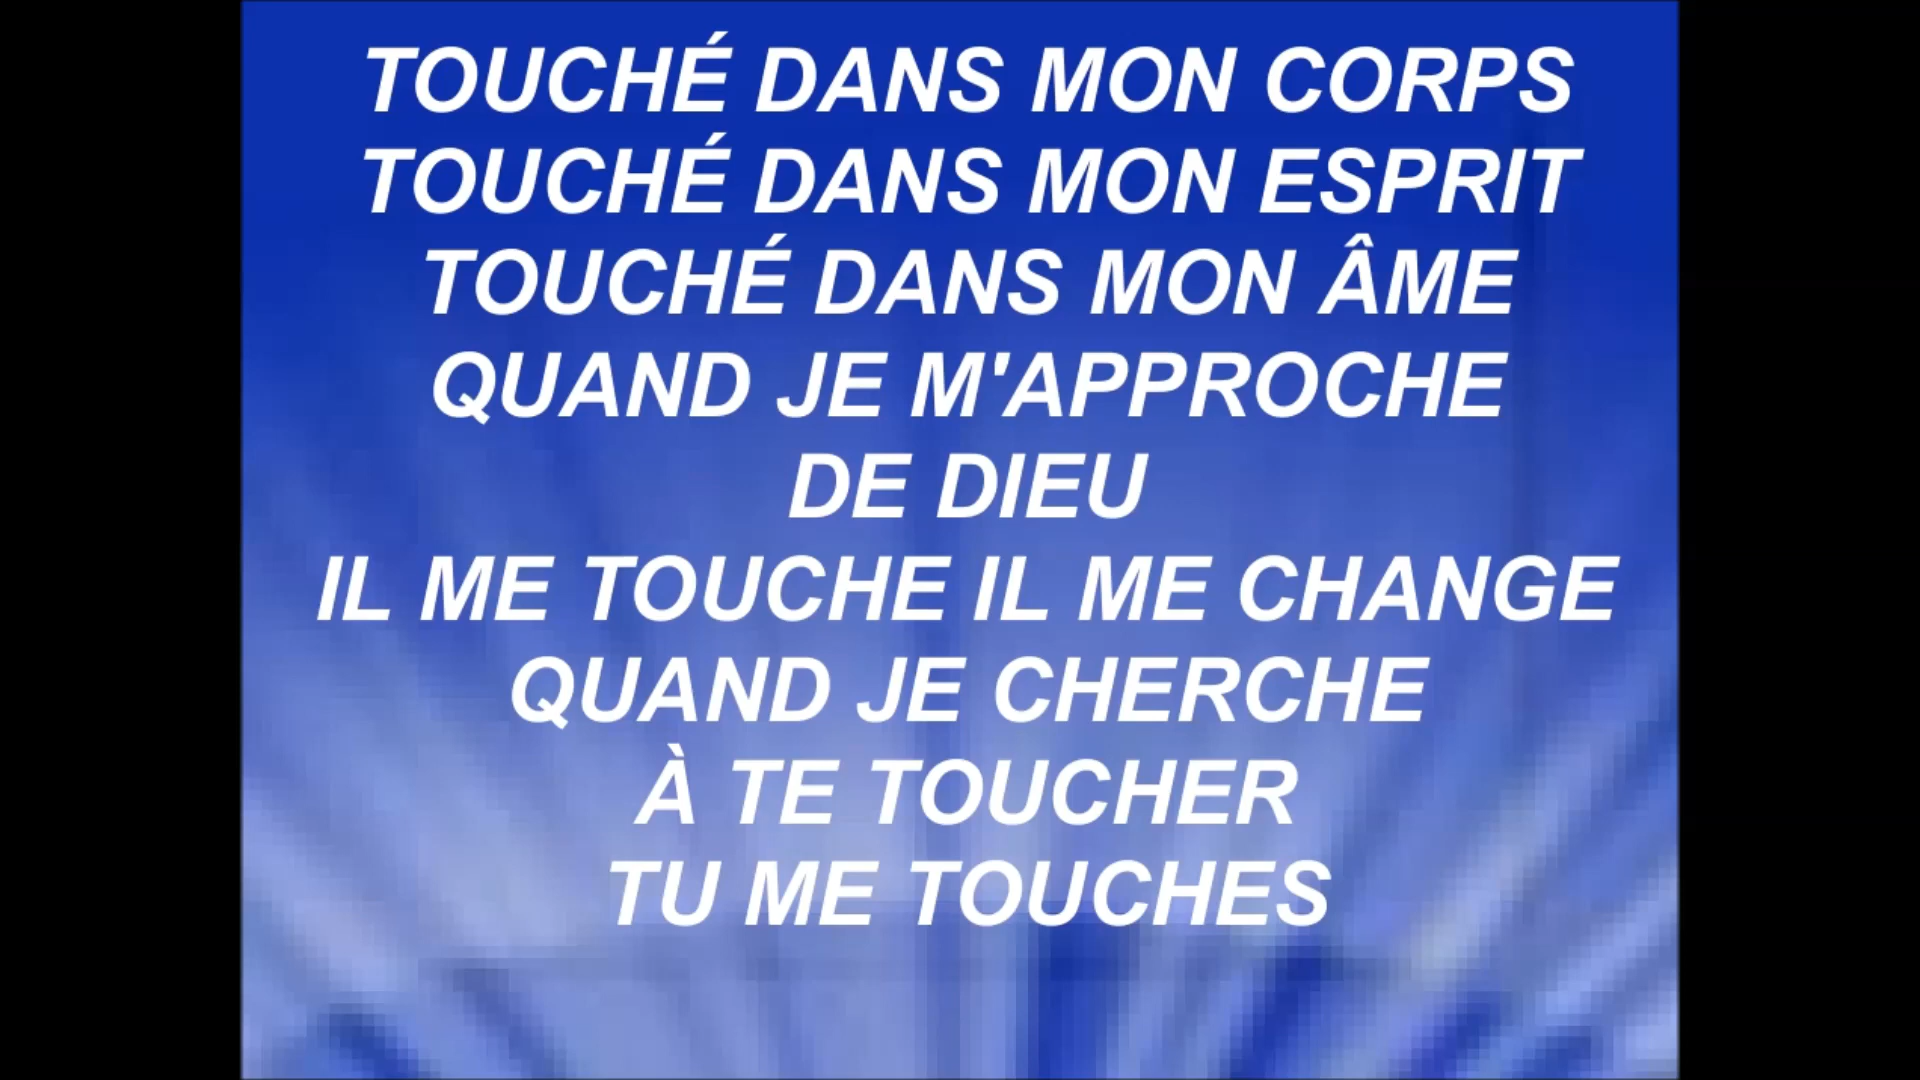 TOUCHÉ DANS MON CORPS
TOUCHÉ DANS MON ESPRIT
TOUCHÉ DANS MON ÂME
QUAND JE M'APPROCHE
DE DIEU
IL ME TOUCHE IL ME CHANGE
QUAND JE CHERCHE
À TE TOUCHER
TU ME TOUCHES